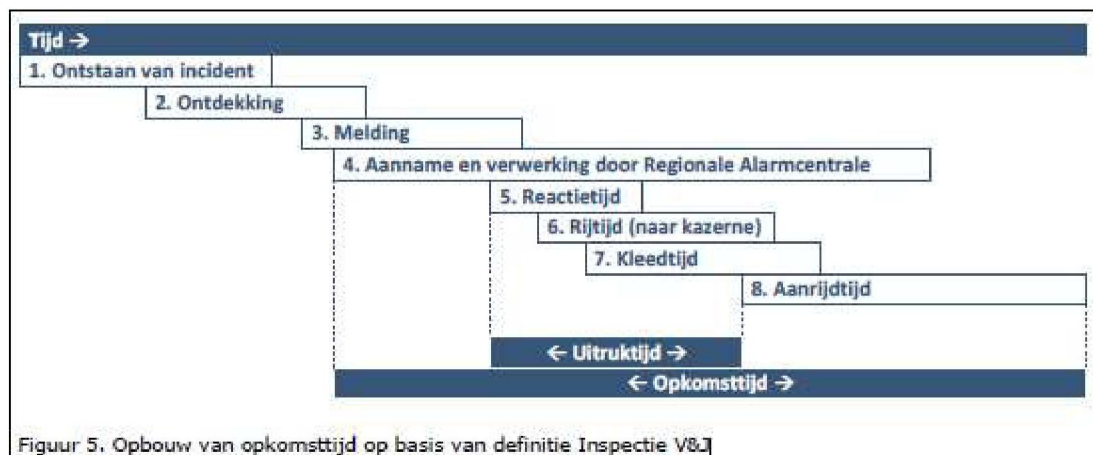 Tijd →
1. Ontstaan van incident
2. Ontdekking
3. Melding
4. Aanname en verwerking door Regionale Alarmcentrale
5. Reactietijd
6. Rijtijd (naar kazerne)
7. Kleedtijd
8. Aanrijdtijd
← Uitruktijd →
← Opkomsttijd →
Figuur 5. Opbouw van opkomsttijd op basis van definitie Inspectie V&J